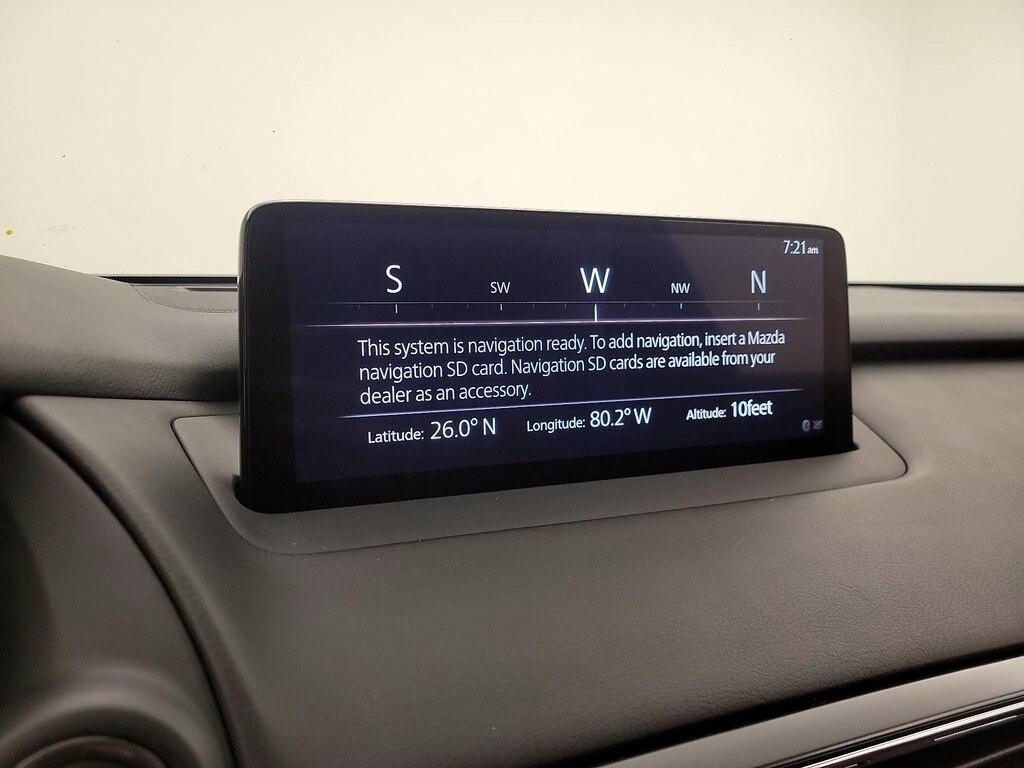 7:21 am
S SW W NW N
This system is navigation ready. To add navigation, insert a Mazda
navigation SD card. Navigation SD cards are available from your
dealer as an accessory.
Latitude: 26.0° N Longitude: 80.2° W Altitude: 10feet